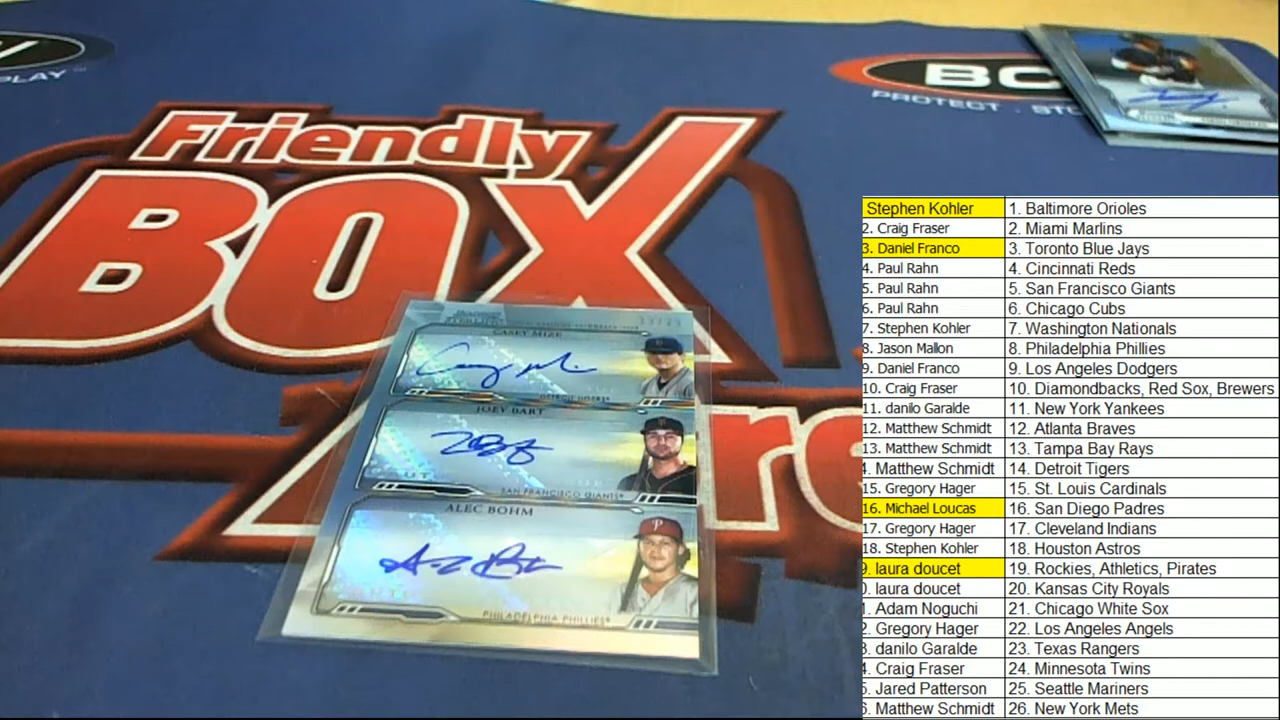 PLAY
BC
PROTECT · STO
Friendly
BOX
CASEY MIZE
DETROIT TIGERS
JOEY BART
SAN FRANCISCO GIANTS
ALEC BOHM
PHILADELPHIA PHILLIES
Stephen Kohler 1. Baltimore Orioles
2. Craig Fraser 2. Miami Marlins
3. Daniel Franco 3. Toronto Blue Jays
4. Paul Rahn 4. Cincinnati Reds
5. Paul Rahn 5. San Francisco Giants
6. Paul Rahn 6. Chicago Cubs
7. Stephen Kohler 7. Washington Nationals
8. Jason Mallon 8. Philadelphia Phillies
9. Daniel Franco 9. Los Angeles Dodgers
10. Craig Fraser 10. Diamondbacks, Red Sox, Brewers
11. danilo Garalde 11. New York Yankees
12. Matthew Schmidt 12. Atlanta Braves
13. Matthew Schmidt 13. Tampa Bay Rays
4. Matthew Schmidt 14. Detroit Tigers
15. Gregory Hager 15. St. Louis Cardinals
16. Michael Loucas 16. San Diego Padres
17. Gregory Hager 17. Cleveland Indians
18. Stephen Kohler 18. Houston Astros
9. laura doucet 19. Rockies, Athletics, Pirates
0. laura doucet 20. Kansas City Royals
1. Adam Noguchi 21. Chicago White Sox
2. Gregory Hager 22. Los Angeles Angels
3. danilo Garalde 23. Texas Rangers
4. Craig Fraser 24. Minnesota Twins
5. Jared Patterson 25. Seattle Mariners
6. Matthew Schmidt 26. New York Mets